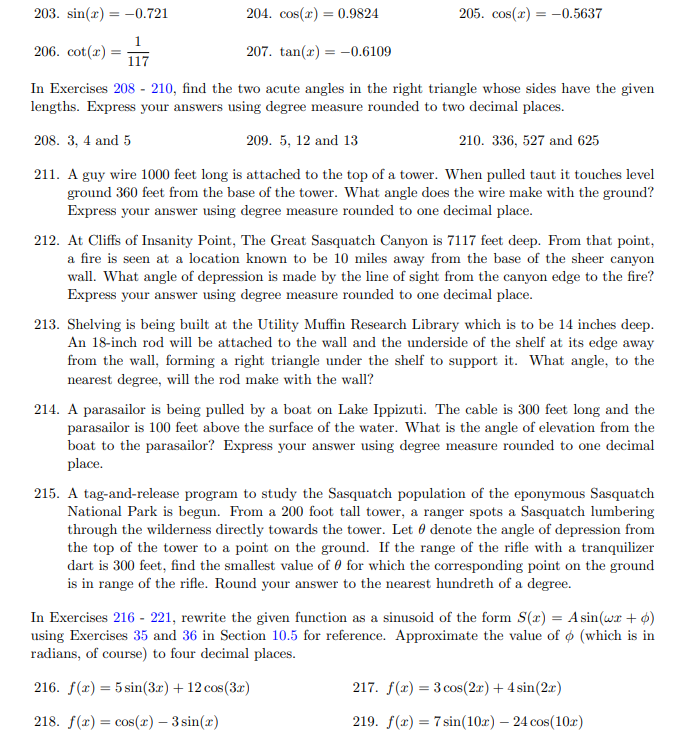 203. sin(x) = −0.721 204. cos(x) = 0.9824 205. cos(x) = −0.5637
206. cot(x) = 1/117 207. tan(x) = −0.6109
In Exercises 208 - 210, find the two acute angles in the right triangle whose sides have the given
lengths. Express your answers using degree measure rounded to two decimal places.
208. 3, 4 and 5 209. 5, 12 and 13 210. 336, 527 and 625
211. A guy wire 1000 feet long is attached to the top of a tower. When pulled taut it touches level
ground 360 feet from the base of the tower. What angle does the wire make with the ground?
Express your answer using degree measure rounded to one decimal place.
212. At Cliffs of Insanity Point, The Great Sasquatch Canyon is 7117 feet deep. From that point,
a fire is seen at a location known to be 10 miles away from the base of the sheer canyon
wall. What angle of depression is made by the line of sight from the canyon edge to the fire?
Express your answer using degree measure rounded to one decimal place.
213. Shelving is being built at the Utility Muffin Research Library which is to be 14 inches deep.
An 18-inch rod will be attached to the wall and the underside of the shelf at its edge away
from the wall, forming a right triangle under the shelf to support it. What angle, to the
nearest degree, will the rod make with the wall?
214. A parasailor is being pulled by a boat on Lake Ippizuti. The cable is 300 feet long and the
parasailor is 100 feet above the surface of the water. What is the angle of elevation from the
boat to the parasailor? Express your answer using degree measure rounded to one decimal
place.
215. A tag-and-release program to study the Sasquatch population of the eponymous Sasquatch
National Park is begun. From a 200 foot tall tower, a ranger spots a Sasquatch lumbering
through the wilderness directly towards the tower. Let θ denote the angle of depression from
the top of the tower to a point on the ground. If the range of the rifle with a tranquilizer
dart is 300 feet, find the smallest value of θ for which the corresponding point on the ground
is in range of the rifle. Round your answer to the nearest hundreth of a degree.
In Exercises 216 - 221, rewrite the given function as a sinusoid of the form S(x) = A sin(ωx + ϕ)
using Exercises 35 and 36 in Section 10.5 for reference. Approximate the value of ϕ (which is in
radians, of course) to four decimal places.
216. f(x) = 5 sin(3x) + 12 cos(3x) 217. f(x) = 3 cos(2x) + 4 sin(2x)
218. f(x) = cos(x) − 3 sin(x) 219. f(x) = 7 sin(10x) − 24 cos(10x)